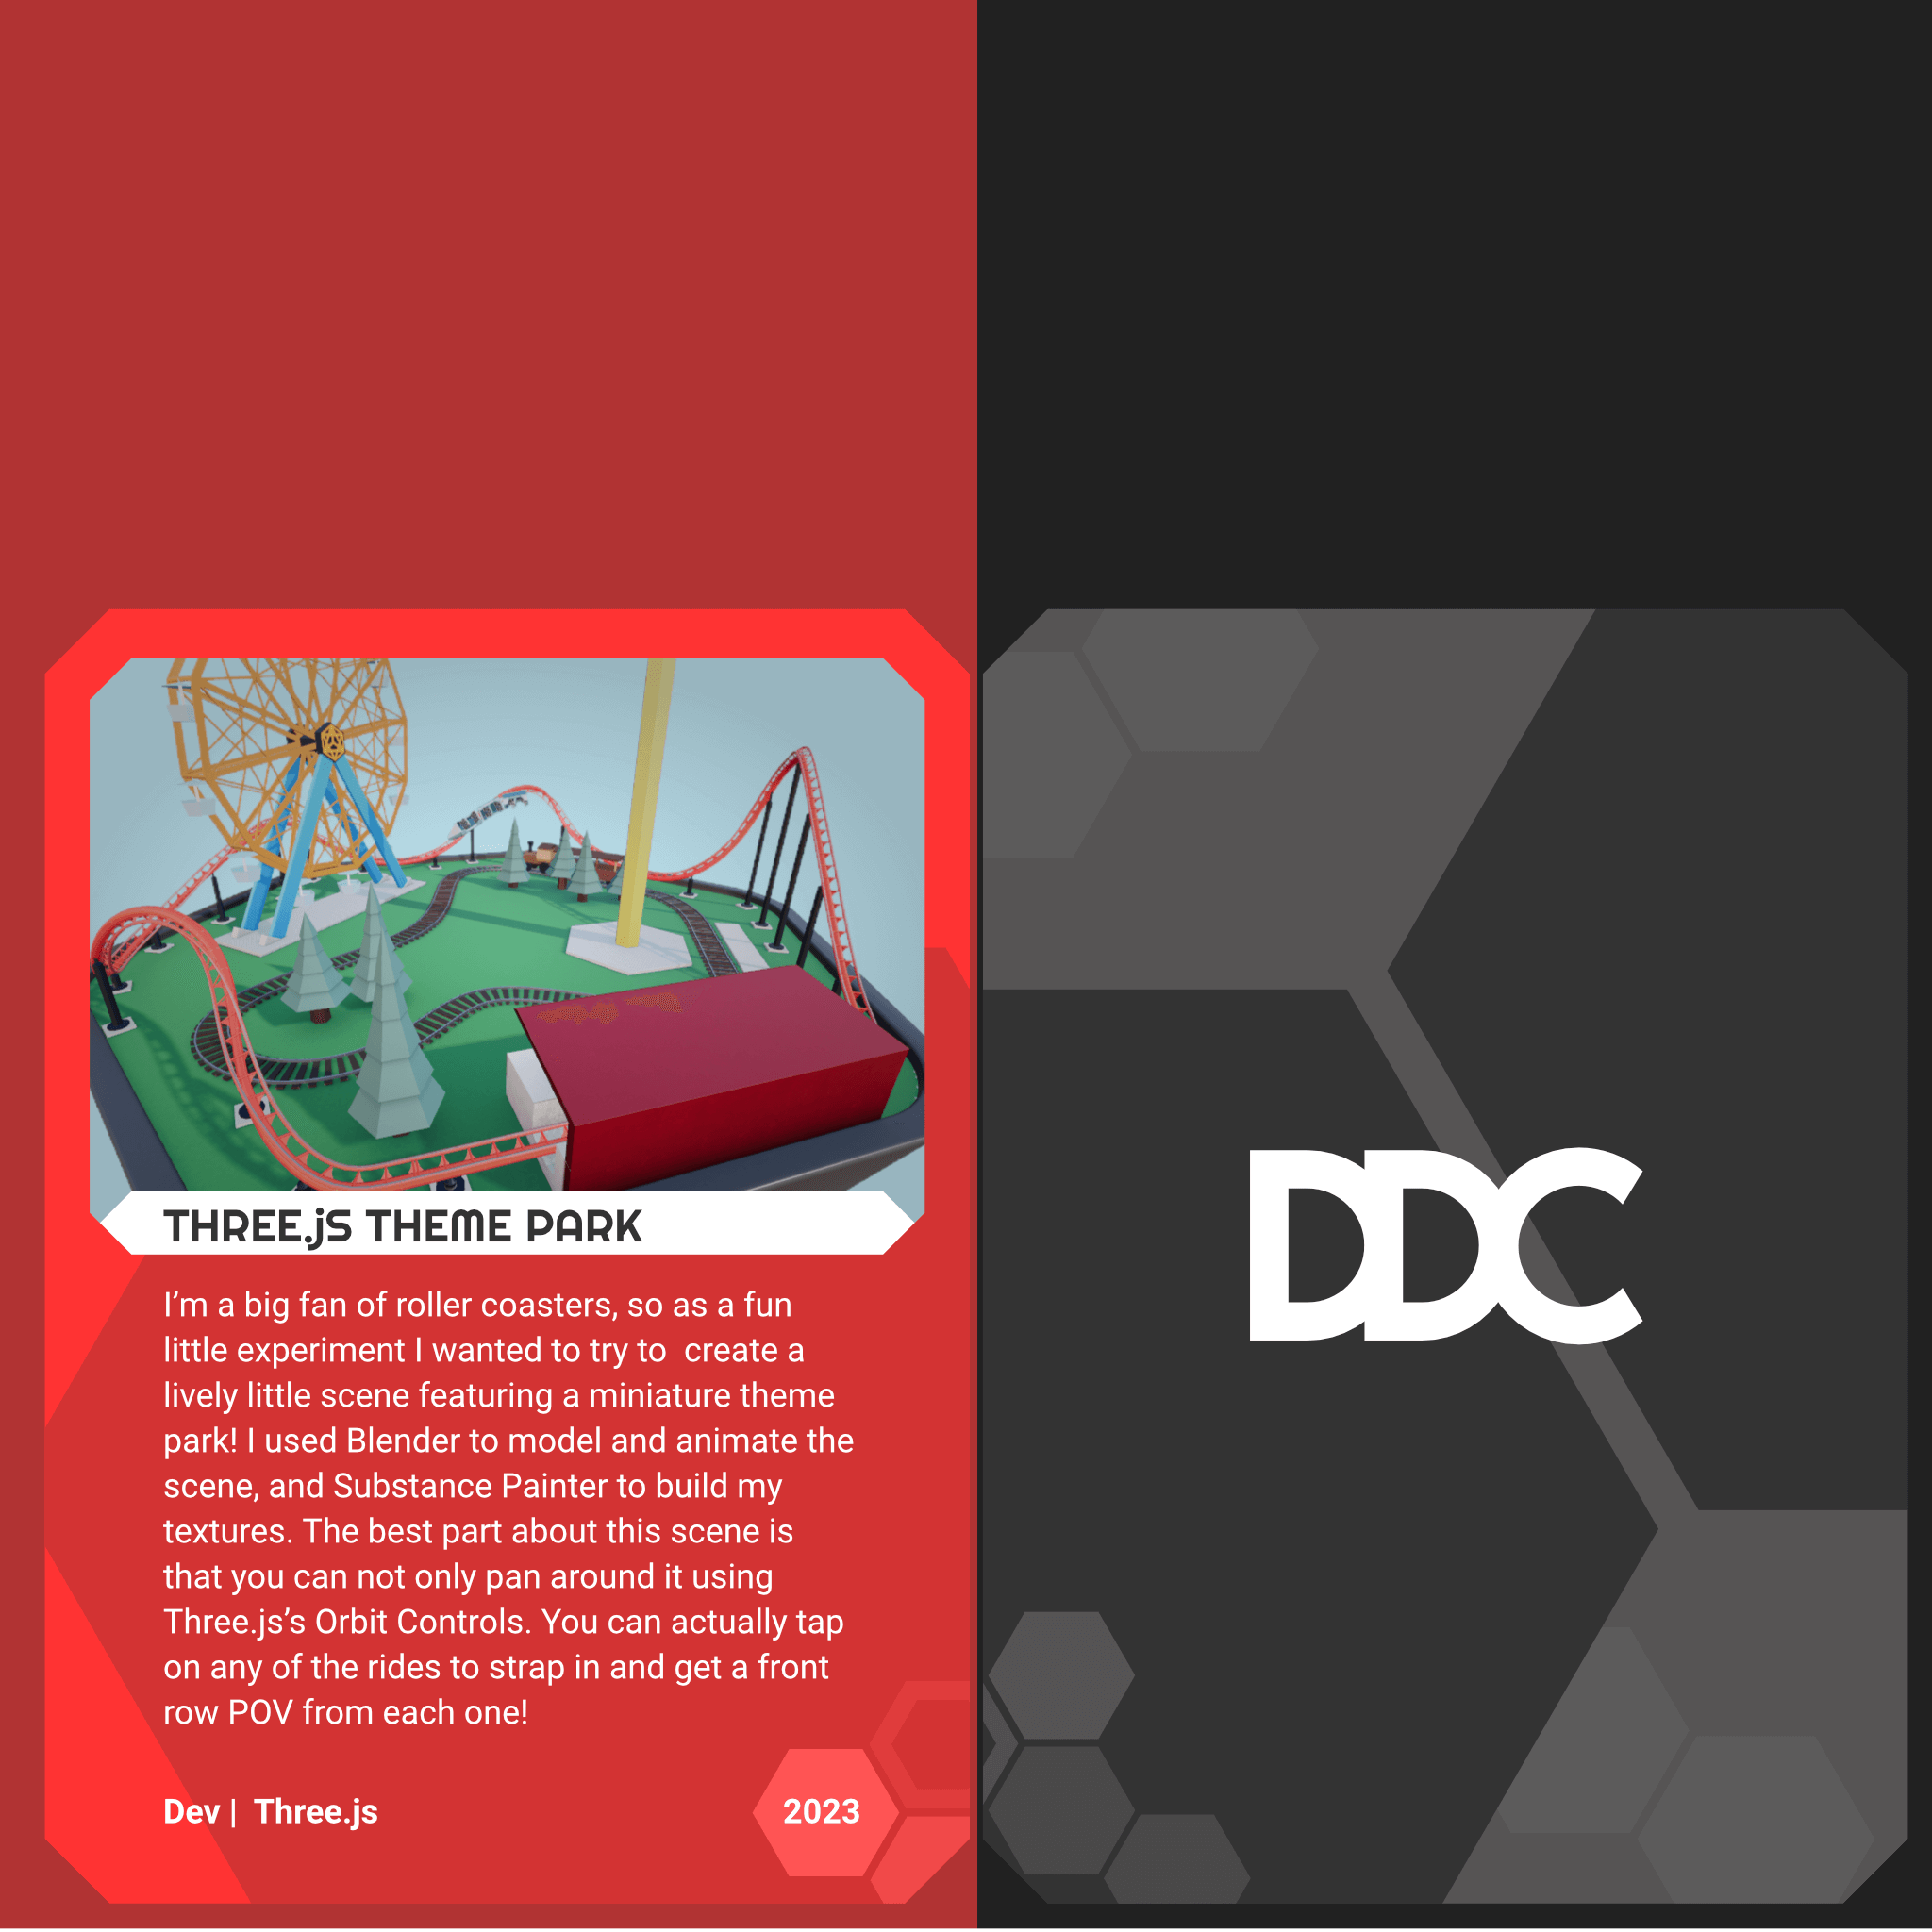 THREE.jS THEME PARK
I’m a big fan of roller coasters, so as a fun
little experiment I wanted to try to  create a
lively little scene featuring a miniature theme
park! I used Blender to model and animate the
scene, and Substance Painter to build my
textures. The best part about this scene is
that you can not only pan around it using
Three.js’s Orbit Controls. You can actually tap
on any of the rides to strap in and get a front
row POV from each one!
Dev |  Three.js
2023
DDC